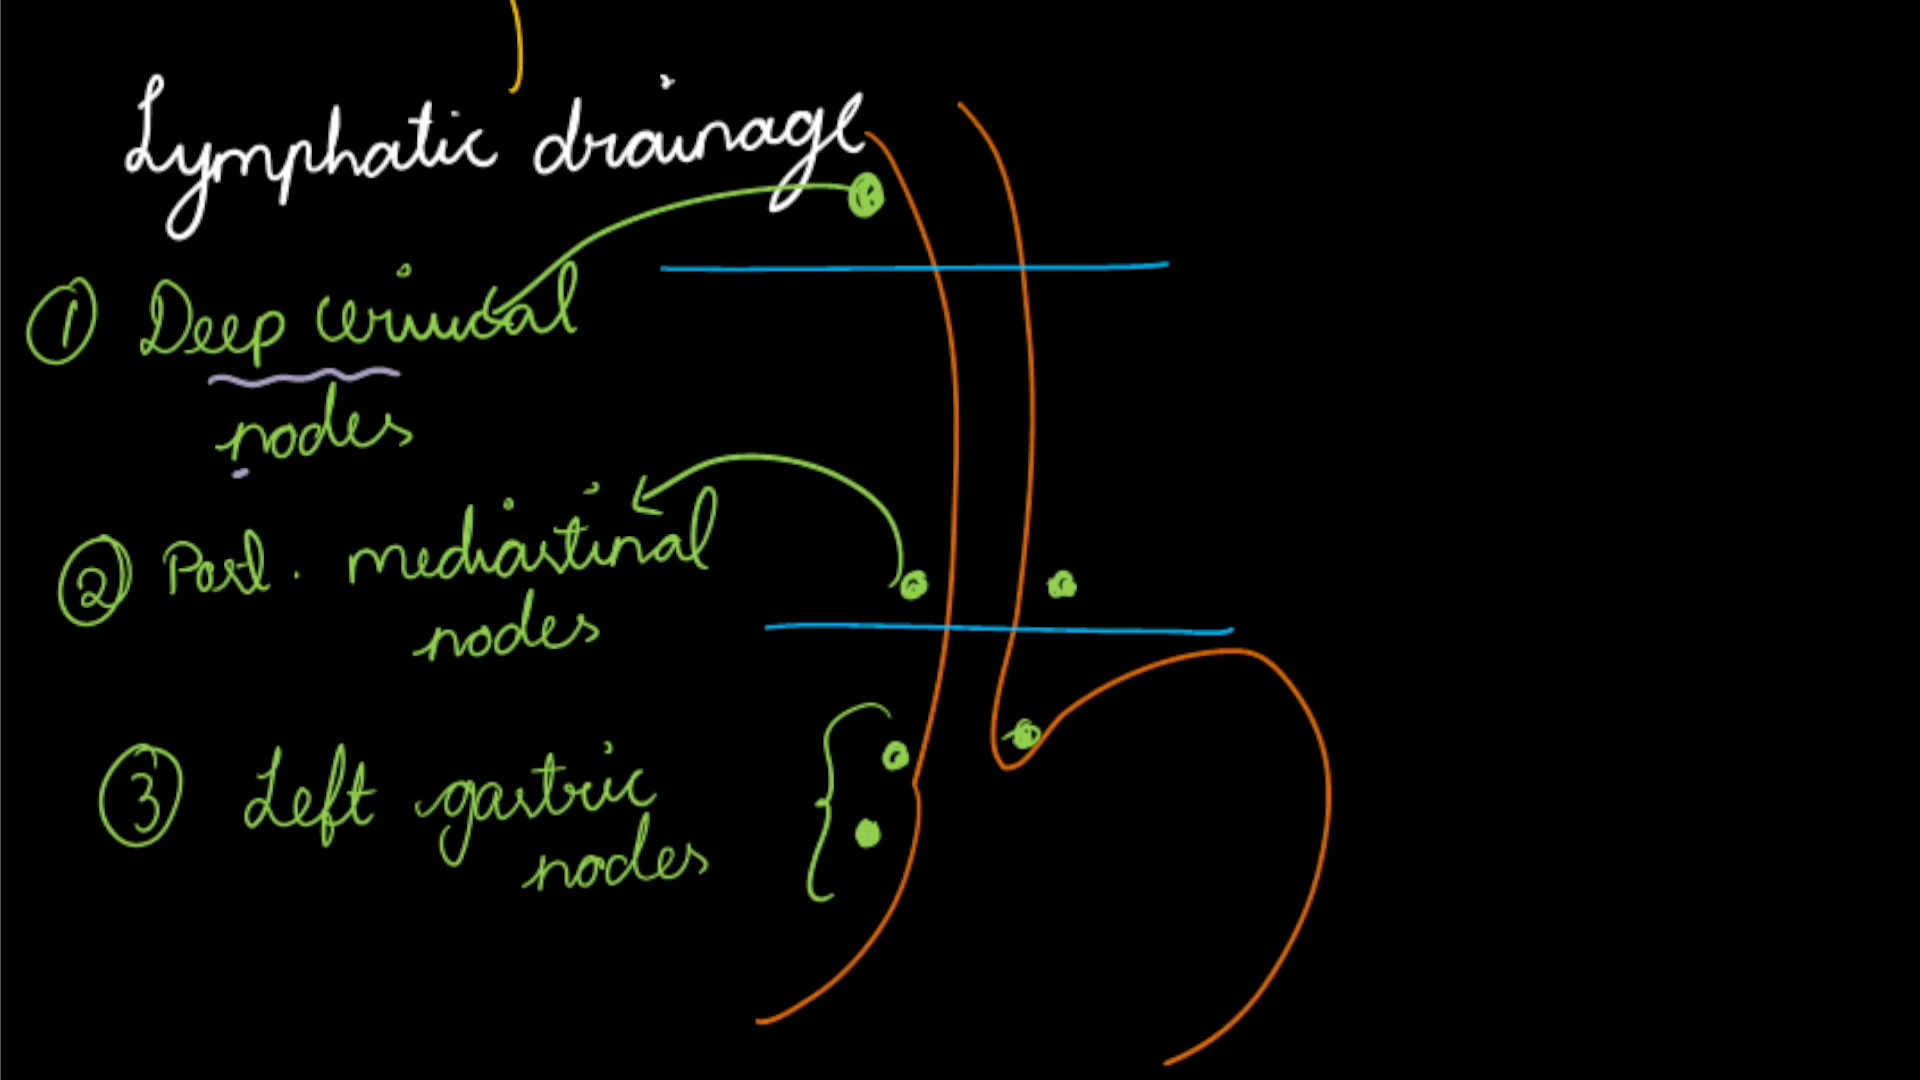 Lymphatic drainage
① Deep cervical
nodes
② Post. mediastinal
nodes
③ Left gastric
nodes